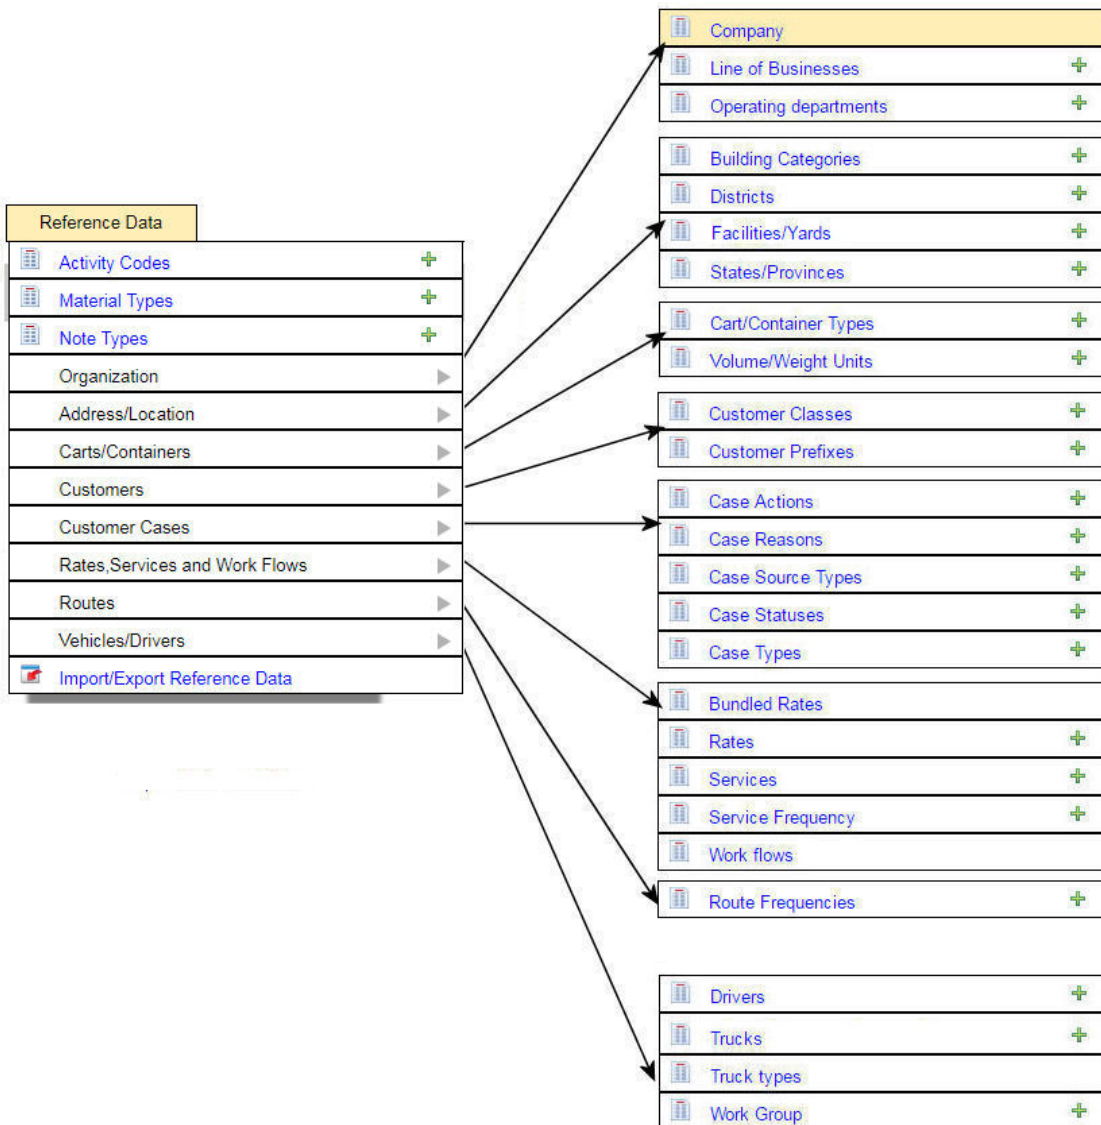 Reference Data
Activity Codes
Material Types
Note Types
Organization
Address/Location
Carts/Containers
Customers
Customer Cases
Rates,Services and Work Flows
Routes
Vehicles/Drivers
Import/Export Reference Data
Company
Line of Businesses
Operating departments
Building Categories
Districts
Facilities/Yards
States/Provinces
Cart/Container Types
Volume/Weight Units
Customer Classes
Customer Prefixes
Case Actions
Case Reasons
Case Source Types
Case Statuses
Case Types
Bundled Rates
Rates
Services
Service Frequency
Work flows
Route Frequencies
Drivers
Trucks
Truck types
Work Group